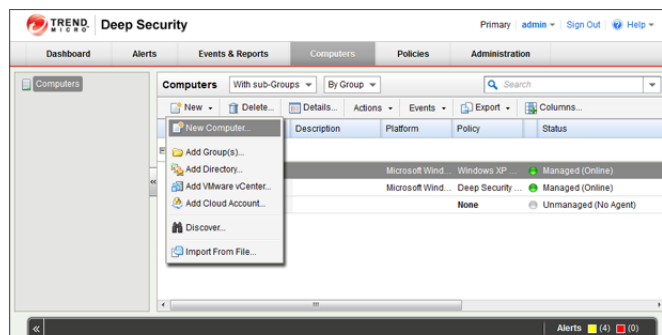 TREND MICRO Deep Security Primary admin Sign Out Help
Dashboard Alerts Events & Reports Computers Policies Administration
Computers Computers With sub-Groups By Group Search
New Delete... Details... Actions Events Export Columns...
New Computer... Description Platform Policy Status
Add Group(s)...
Add Directory... Microsoft Wind... Windows XP ... Managed (Online)
Add VMware vCenter... Microsoft Wind... Deep Security ... Managed (Online)
Add Cloud Account... None Unmanaged (No Agent)
Discover...
Import From File...
Alerts (4) (0)